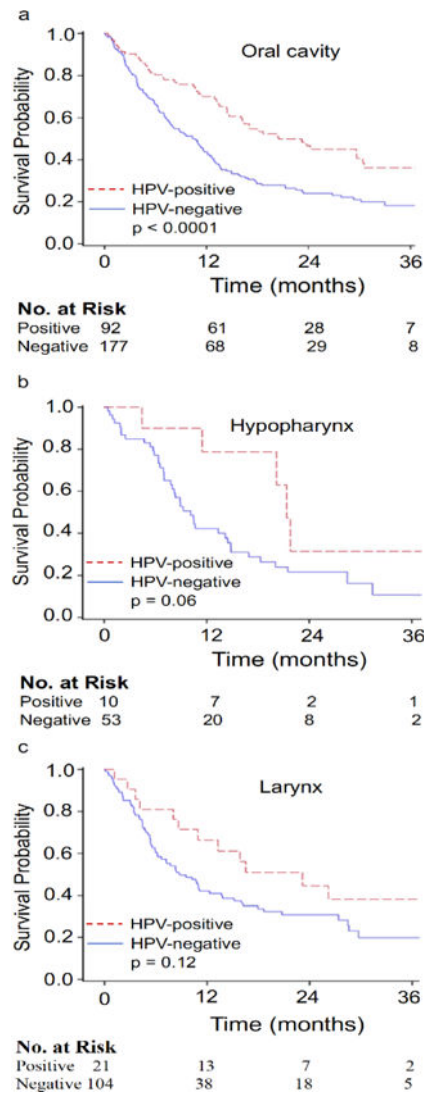 a
Oral cavity
Survival Probability
1.0
0.8
0.6
0.4
0.2
0.0
HPV-positive
HPV-negative
p < 0.0001
0 12 24 36
Time (months)
No. at Risk
Positive 92 61 28 7
Negative 177 68 29 8
b
Hypopharynx
Survival Probability
1.0
0.8
0.6
0.4
0.2
0.0
HPV-positive
HPV-negative
p = 0.06
0 12 24 36
Time (months)
No. at Risk
Positive 10 7 2 1
Negative 53 20 8 2
c
Larynx
Survival Probability
1.0
0.8
0.6
0.4
0.2
0.0
HPV-positive
HPV-negative
p = 0.12
0 12 24 36
Time (months)
No. at Risk
Positive 21 13 7 2
Negative 104 38 18 5